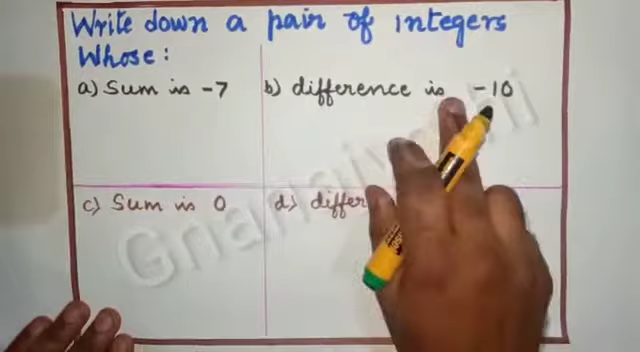 Write down a pair of integers
Whose:
a) Sum is -7
b) difference is -10
c) Sum is 0
d) differ